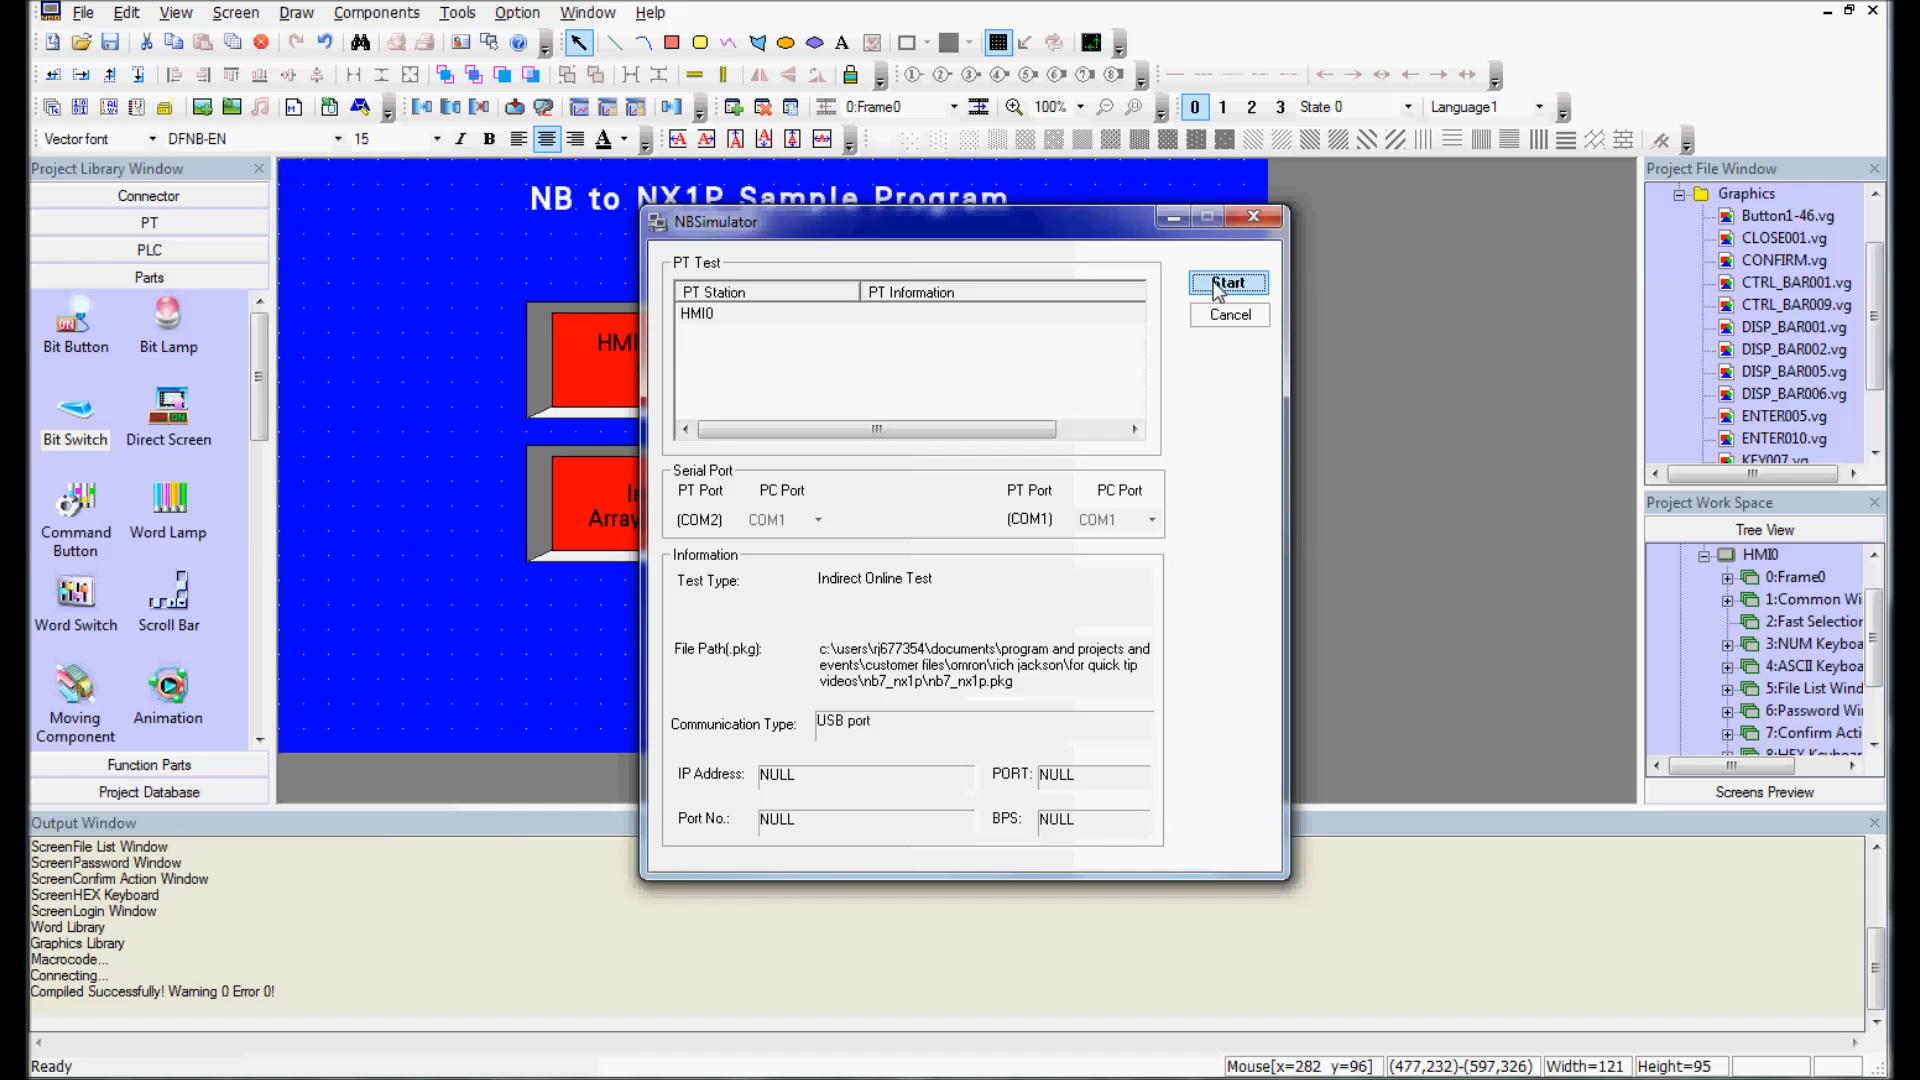 File Edit View Screen Draw Components Tools Option Window Help
0:Frame0 100% 0 1 2 3 State 0 Language1
Vector font DFNB-EN 15 I B A
Project Library Window
Connector
PT
PLC
Parts
Bit Button Bit Lamp
Bit Switch Direct Screen
Command Button Word Lamp
Word Switch Scroll Bar
Moving Component Animation
Function Parts
Project Database
NB to NX1P Sample Program
HMI
Array
NBSimulator
PT Test
PT Station PT Information
HMI0
Start
Cancel
Serial Port
PT Port PC Port PT Port PC Port
(COM2) COM1 (COM1) COM1
Information
Test Type: Indirect Online Test
File Path(.pkg): c:\users\rj677354\documents\program and projects and
events\customer files\omron\rich jackson\for quick tip
videos\nb7_nx1p\nb7_nx1p.pkg
Communication Type: USB port
IP Address: NULL PORT: NULL
Port No.: NULL BPS: NULL
Project File Window
Graphics
Button1-46.vg
CLOSE001.vg
CONFIRM.vg
CTRL_BAR001.vg
CTRL_BAR009.vg
DISP_BAR001.vg
DISP_BAR002.vg
DISP_BAR005.vg
DISP_BAR006.vg
ENTER005.vg
ENTER010.vg
KEY007.vg
Project Work Space
Tree View
HMI0
0:Frame0
1:Common Wi
2:Fast Selection
3:NUM Keyboa
4:ASCII Keyboa
5:File List Wind
6:Password Win
7:Confirm Acti
8:HEX Keyboar
Screens Preview
Output Window
ScreenFile List Window
ScreenPassword Window
ScreenConfirm Action Window
ScreenHEX Keyboard
ScreenLogin Window
Word Library
Graphics Library
Macrocode...
Connecting...
Compiled Successfully! Warning 0 Error 0!
Ready Mouse[x=282 y=96] (477,232)-(597,326) Width=121 Height=95